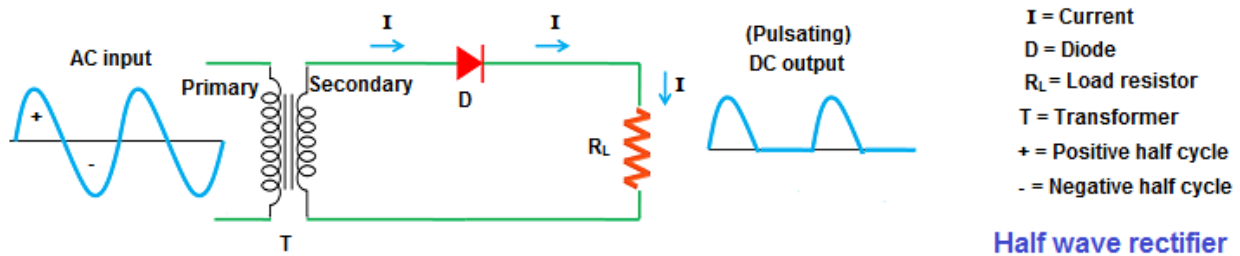 AC input
+
-
Primary
Secondary
T
I
I
D
I
RL
(Pulsating)
DC output
I = Current
D = Diode
RL = Load resistor
T = Transformer
+ = Positive half cycle
- = Negative half cycle
Half wave rectifier